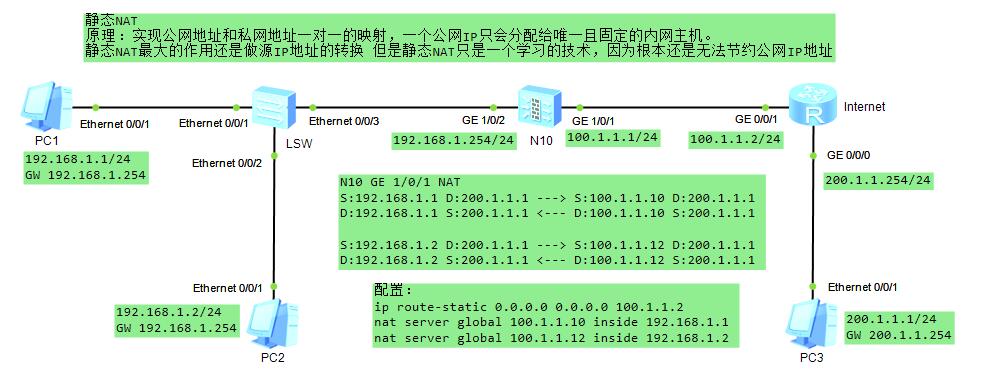 静态NAT
原理：实现公网地址和私网地址一对一的映射，一个公网IP只会分配给唯一且固定的内网主机。
静态NAT最大的作用还是做源IP地址的转换 但是静态NAT只是一个学习的技术，因为根本还是无法节约公网IP地址
Ethernet 0/0/1
Ethernet 0/0/1
Ethernet 0/0/3
GE 1/0/2
GE 1/0/1
GE 0/0/1
Internet
PC1
LSW
192.168.1.254/24
N10
100.1.1.1/24
100.1.1.2/24
192.168.1.1/24
GW 192.168.1.254
Ethernet 0/0/2
GE 0/0/0
200.1.1.254/24
N10 GE 1/0/1 NAT
S:192.168.1.1 D:200.1.1.1 ---> S:100.1.1.10 D:200.1.1.1
D:192.168.1.1 S:200.1.1.1 <--- D:100.1.1.10 S:200.1.1.1
S:192.168.1.2 D:200.1.1.1 ---> S:100.1.1.12 D:200.1.1.1
D:192.168.1.2 S:200.1.1.1 <--- D:100.1.1.12 S:200.1.1.1
Ethernet 0/0/1
Ethernet 0/0/1
192.168.1.2/24
GW 192.168.1.254
PC2
配置：
ip route-static 0.0.0.0 0.0.0.0 100.1.1.2
nat server global 100.1.1.10 inside 192.168.1.1
nat server global 100.1.1.12 inside 192.168.1.2
200.1.1.1/24
GW 200.1.1.254
PC3
R